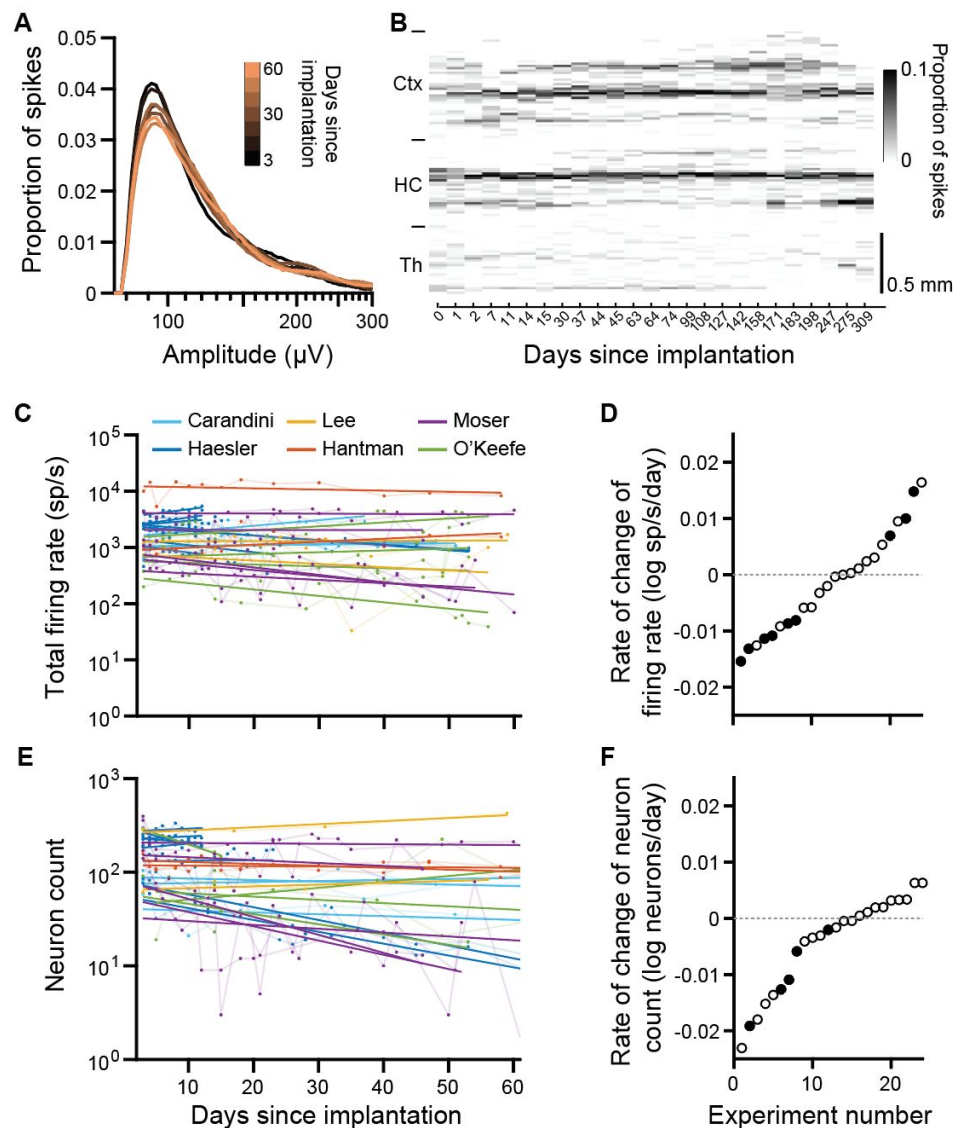 A
0.05
0.04
0.03
0.02
0.01
0
Proportion of spikes
60
30
3
Days since
implantation
100
200
300
Amplitude (µV)
B
Ctx
HC
Th
0.1
0
Proportion of spikes
0.5 mm
0 1 2 7 11 14 15 30 37 44 45 63 64 74 99 108 127 142 158 171 183 198 247 275 309
Days since implantation
C
Carandini
Lee
Moser
Haesler
Hantman
O'Keefe
10⁵
10⁴
10³
10²
10¹
10⁰
Total firing rate (sp/s)
D
0.02
0.01
0
-0.01
-0.02
Rate of change of
firing rate (log sp/s/day)
E
10³
10²
10¹
10⁰
Neuron count
10 20 30 40 50 60
Days since implantation
F
0.02
0.01
0
-0.01
-0.02
Rate of change of neuron
count (log neurons/day)
0 10 20
Experiment number